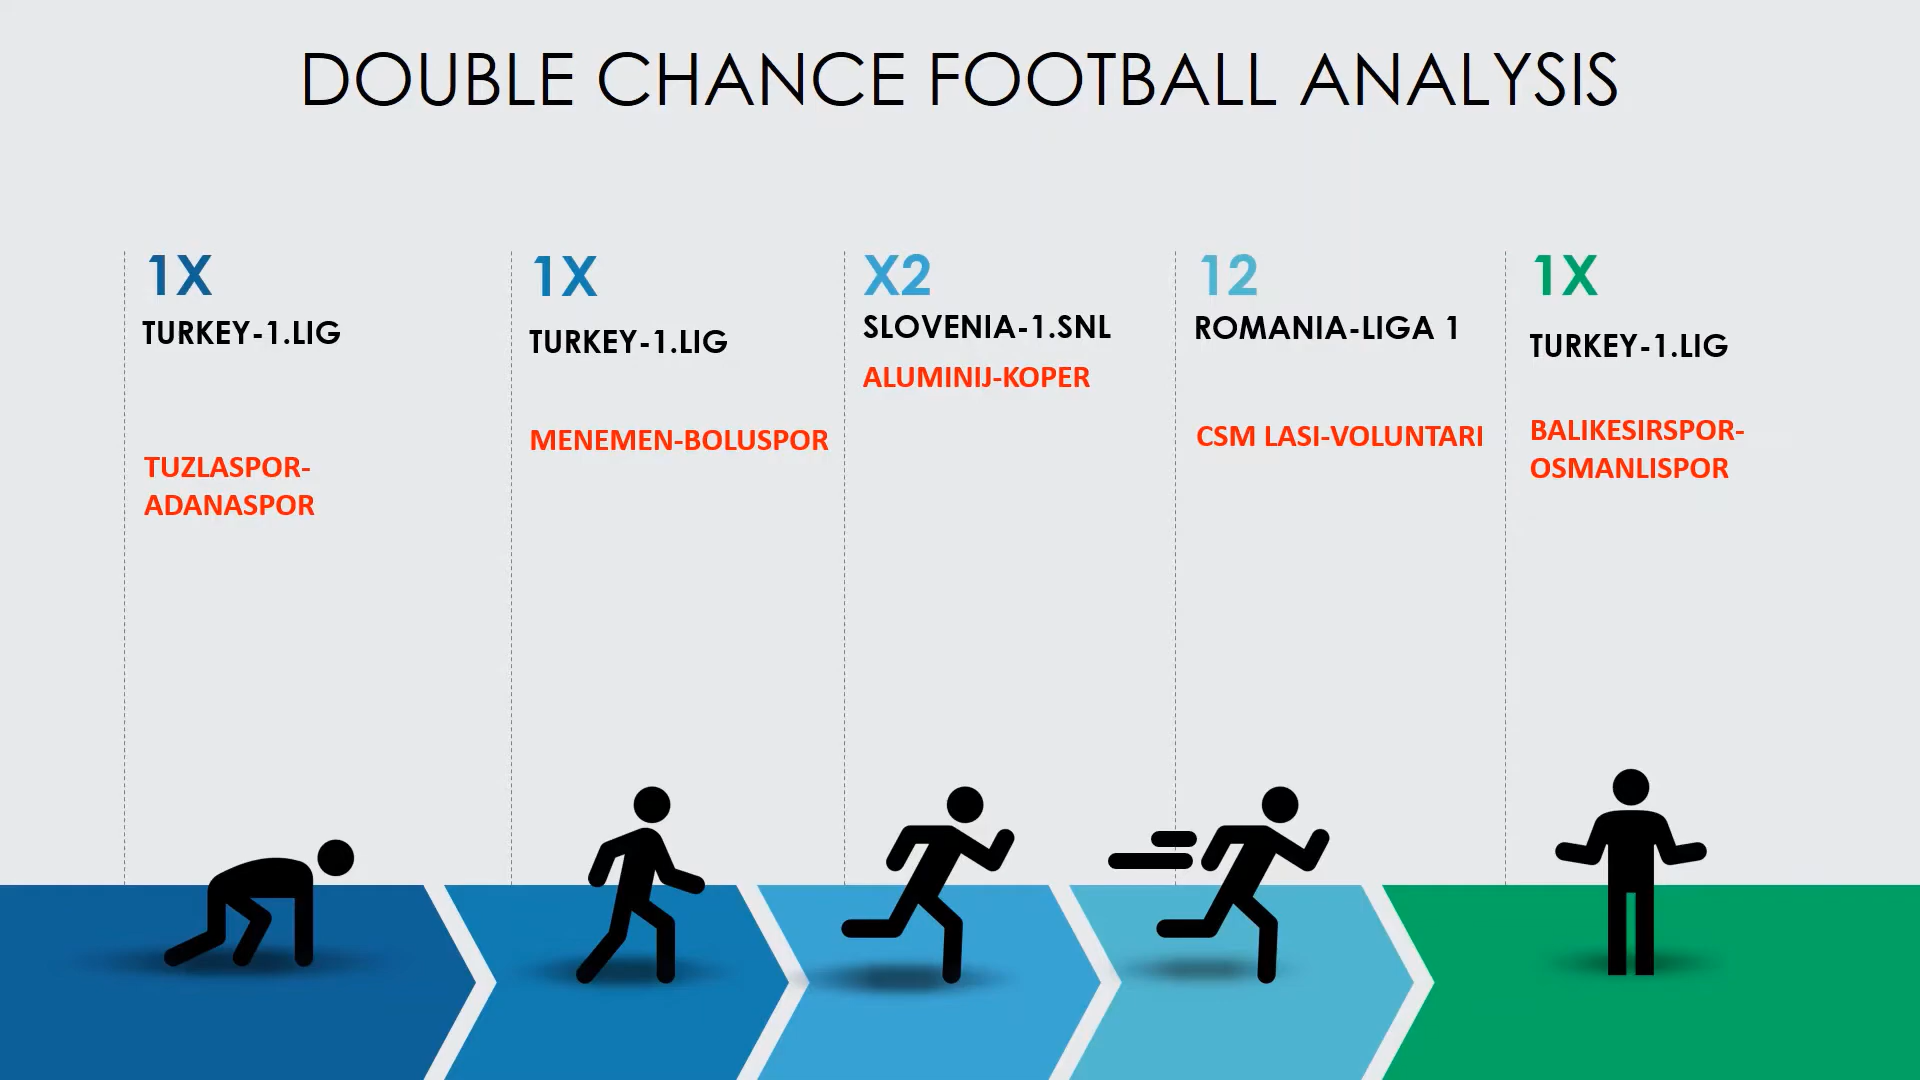 DOUBLE CHANCE FOOTBALL ANALYSIS
1X
TURKEY-1.LIG
TUZLASPOR-
ADANASPOR
1X
TURKEY-1.LIG
MENEMEN-BOLUSPOR
X2
SLOVENIA-1.SNL
ALUMINIJ-KOPER
12
ROMANIA-LIGA 1
CSM LASI-VOLUNTARI
1X
TURKEY-1.LIG
BALIKESIRSPOR-
OSMANLISPOR